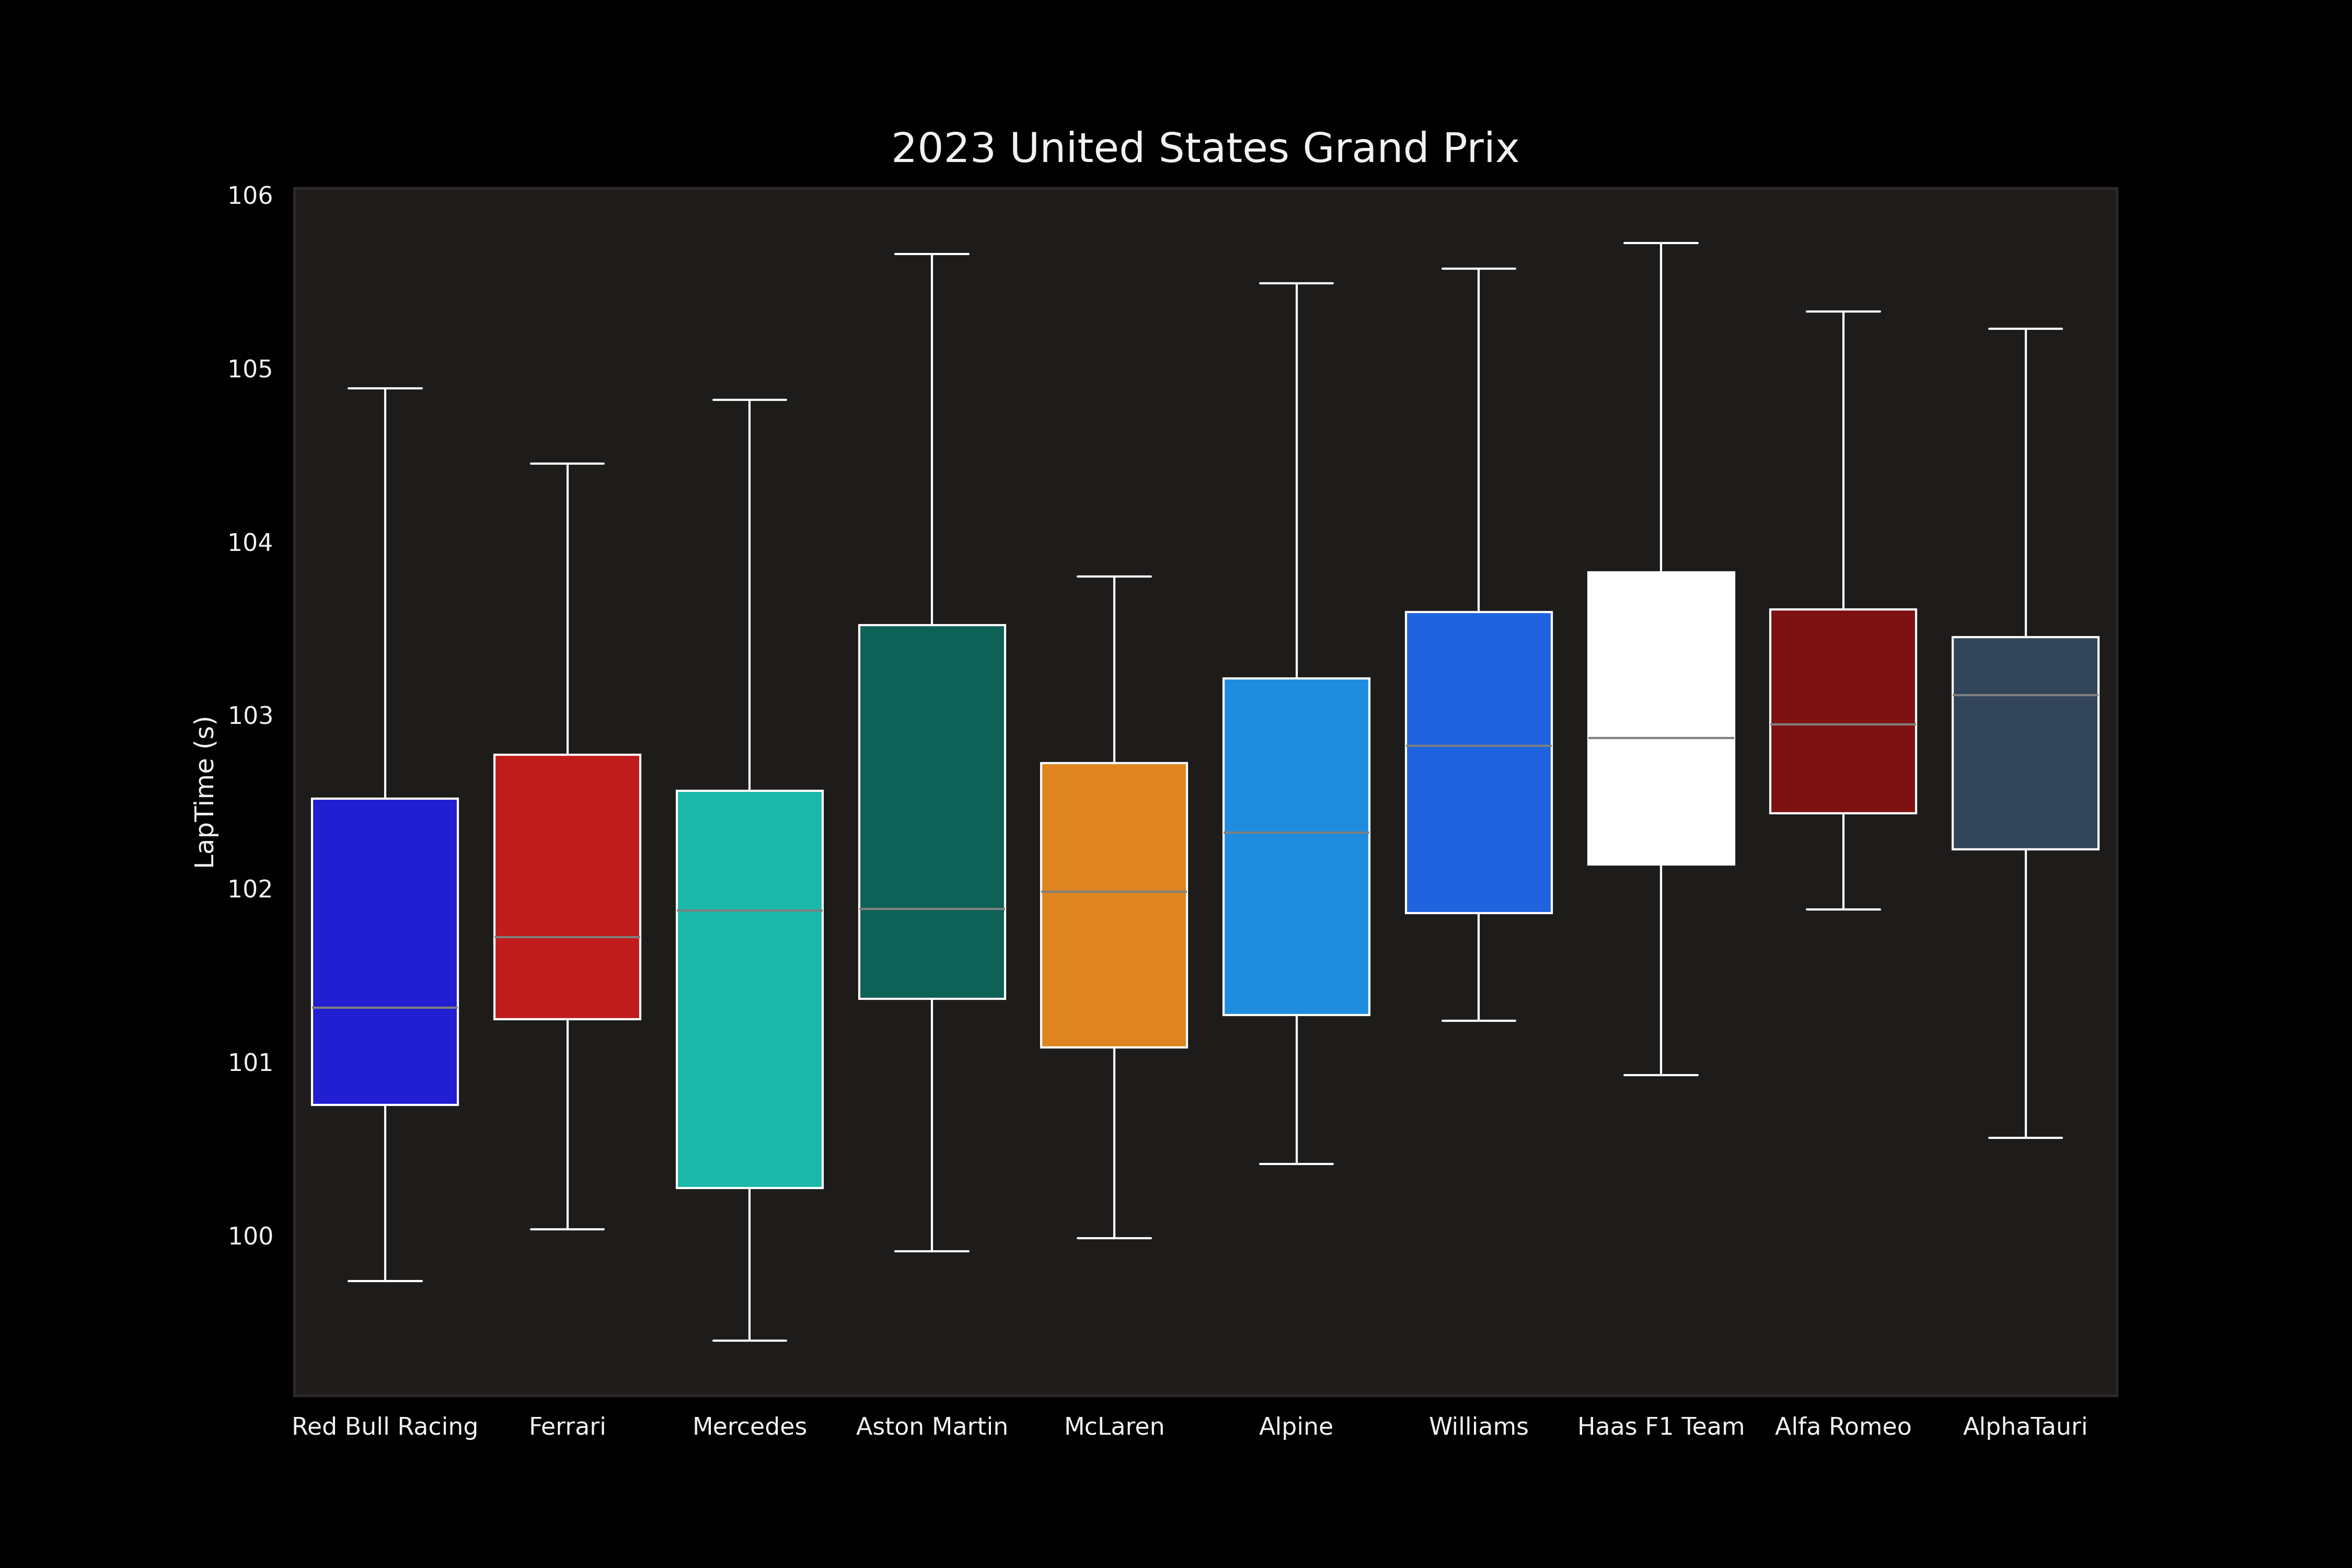 2023 United States Grand Prix
106
105
104
103
102
101
100
LapTime (s)
Red Bull Racing
Ferrari
Mercedes
Aston Martin
McLaren
Alpine
Williams
Haas F1 Team
Alfa Romeo
AlphaTauri